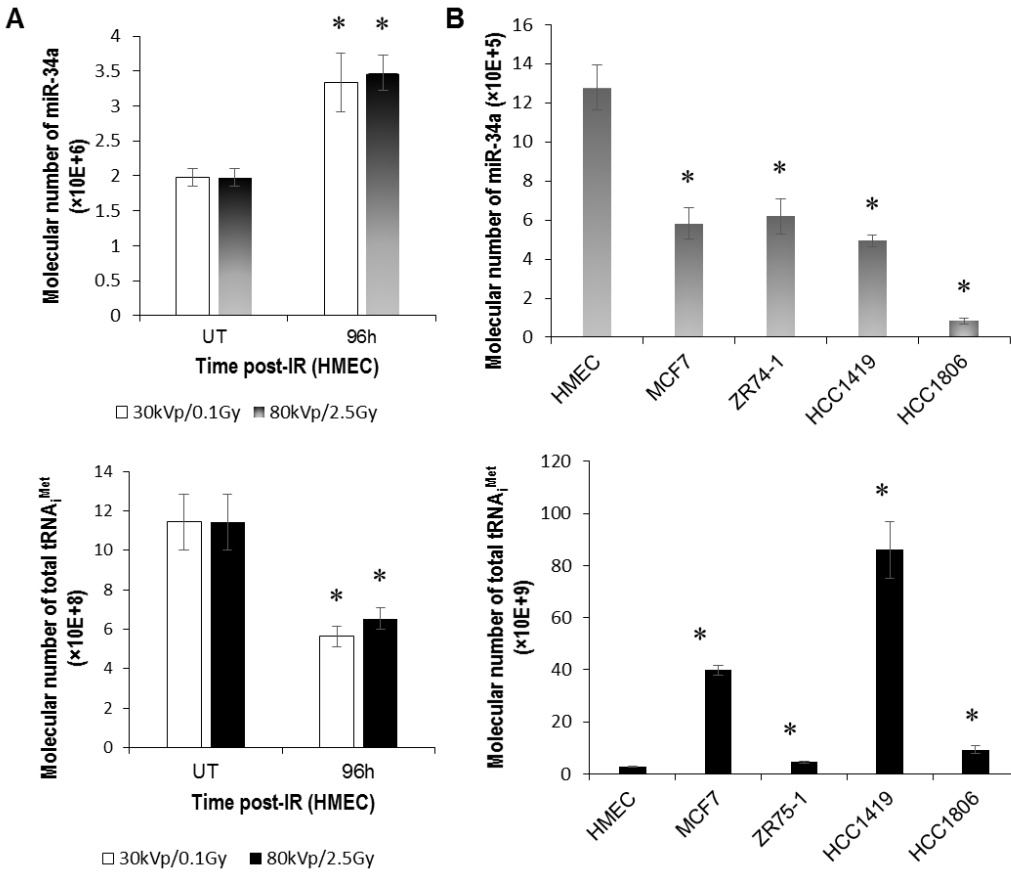 A
Molecular number of miR-34a
(×10E+6)
4
3.5
3
2.5
2
1.5
1
0.5
0
* *
UT 96h
Time post-IR (HMEC)
30kVp/0.1Gy 80kVp/2.5Gy
B
Molecular number of miR-34a (×10E+5)
16
14
12
10
8
6
4
2
0
* * * *
HMEC MCF7 ZR74-1 HCC1419 HCC1806
Molecular number of total tRNAiMet
(×10E+8)
14
12
10
8
6
4
2
0
* *
UT 96h
Time post-IR (HMEC)
30kVp/0.1Gy 80kVp/2.5Gy
Molecular number of total tRNAiMet
(×10E+9)
120
100
80
60
40
20
0
* * * *
HMEC MCF7 ZR75-1 HCC1419 HCC1806